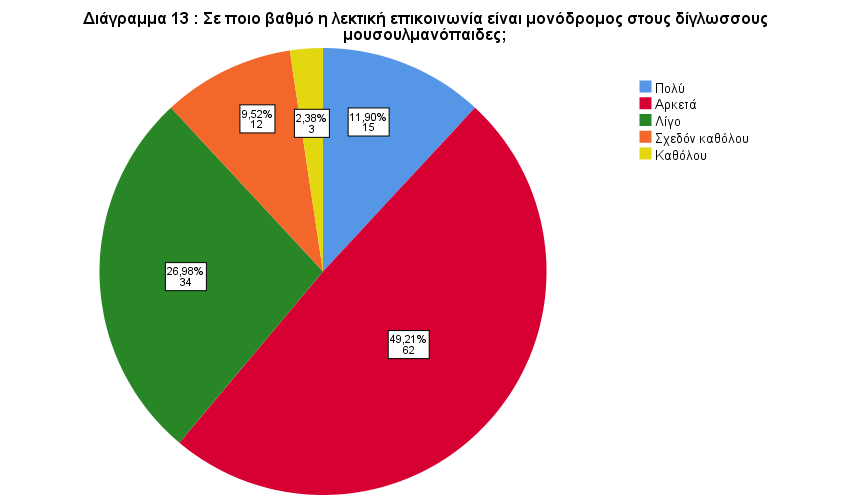 Διάγραμμα 13 : Σε ποιο βαθμό η λεκτική επικοινωνία είναι μονόδρομος στους δίγλωσσους
μουσουλμανόπαιδες;
Πολύ
Αρκετά
Λίγο
Σχεδόν καθόλου
Καθόλου
9,52%
12
2,38%
3
11,90%
15
26,98%
34
49,21%
62